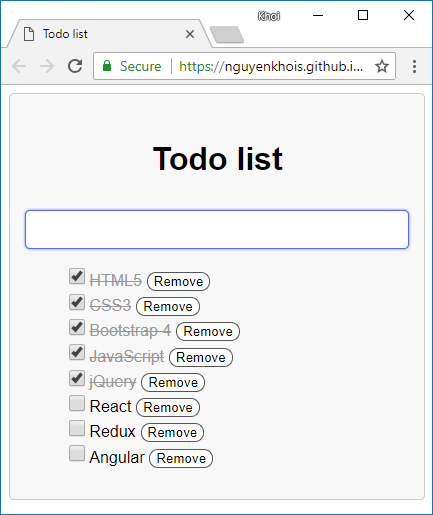 Khoi
Todo list
Secure https://nguyenkhois.github.i...
Todo list
HTML5 Remove
CSS3 Remove
Bootstrap 4 Remove
JavaScript Remove
jQuery Remove
React Remove
Redux Remove
Angular Remove